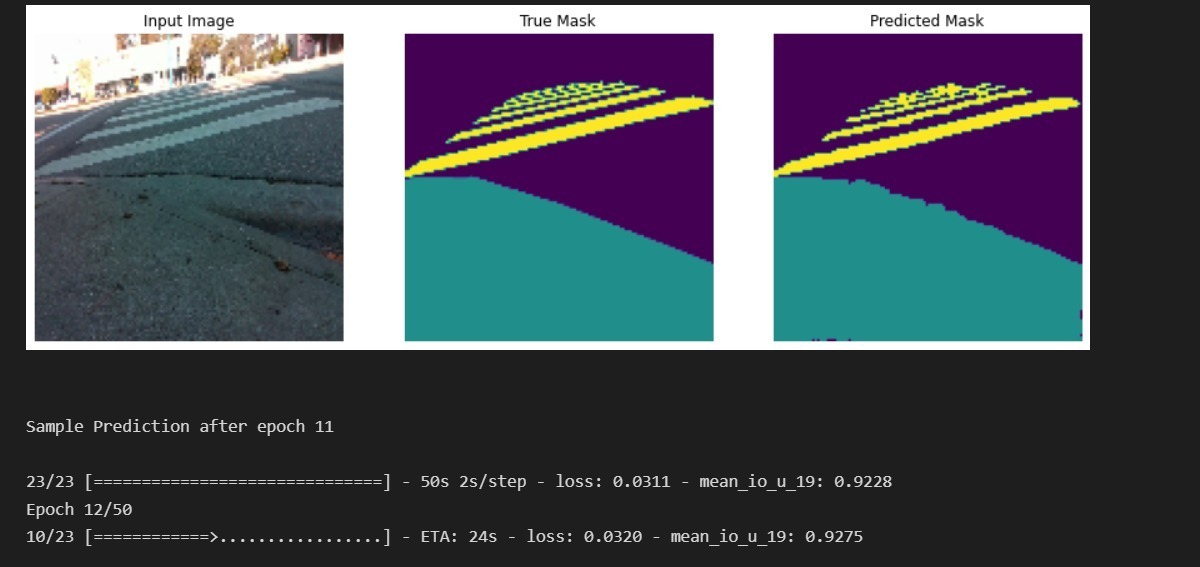 Input Image True Mask Predicted Mask
Sample Prediction after epoch 11
23/23 [==============================] - 50s 2s/step - loss: 0.0311 - mean_io_u_19: 0.9228
Epoch 12/50
10/23 [============>.................] - ETA: 24s - loss: 0.0320 - mean_io_u_19: 0.9275